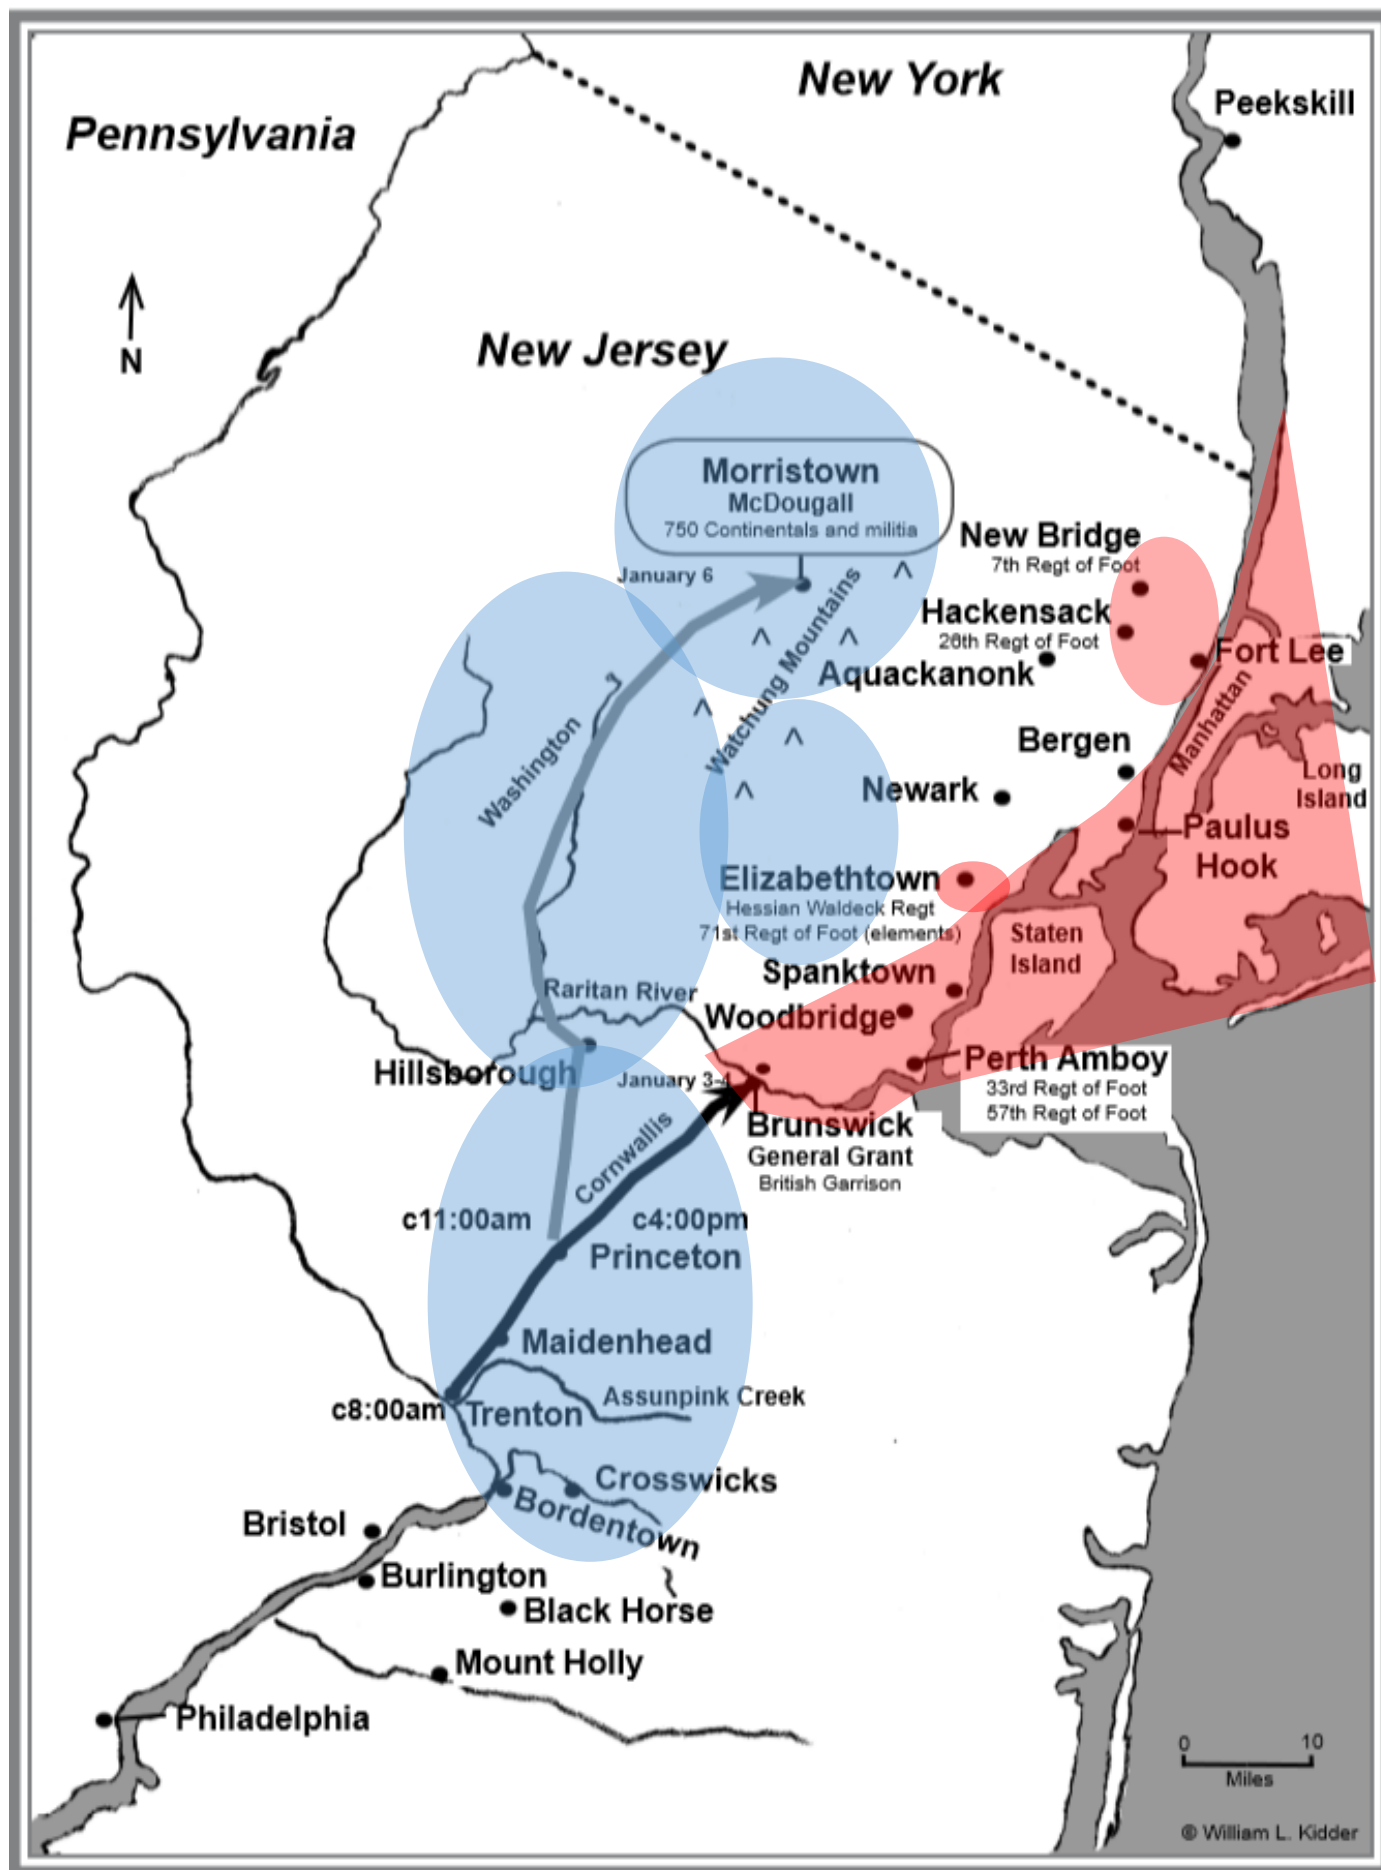 New York
Peekskill
Pennsylvania
N
New Jersey
Morristown
McDougall
750 Continentals and militia
New Bridge
7th Regt of Foot
January 6
Hackensack
26th Regt of Foot
Fort Lee
Aquackanonk
Watchung Mountains
Manhattan
Washington
Bergen
Long
Island
Newark
Paulus
Hook
Elizabethtown
Hessian Waldeck Regt
71st Regt of Foot (elements)
Staten
Island
Spanktown
Raritan River
Woodbridge
Hillsborough
January 3-4
Perth Amboy
33rd Regt of Foot
57th Regt of Foot
Brunswick
General Grant
British Garrison
Cornwallis
c11:00am
c4:00pm
Princeton
Maidenhead
Assunpink Creek
c8:00am
Trenton
Crosswicks
Bordentown
Bristol
Burlington
Black Horse
Mount Holly
Philadelphia
0 10
Miles
© William L. Kidder